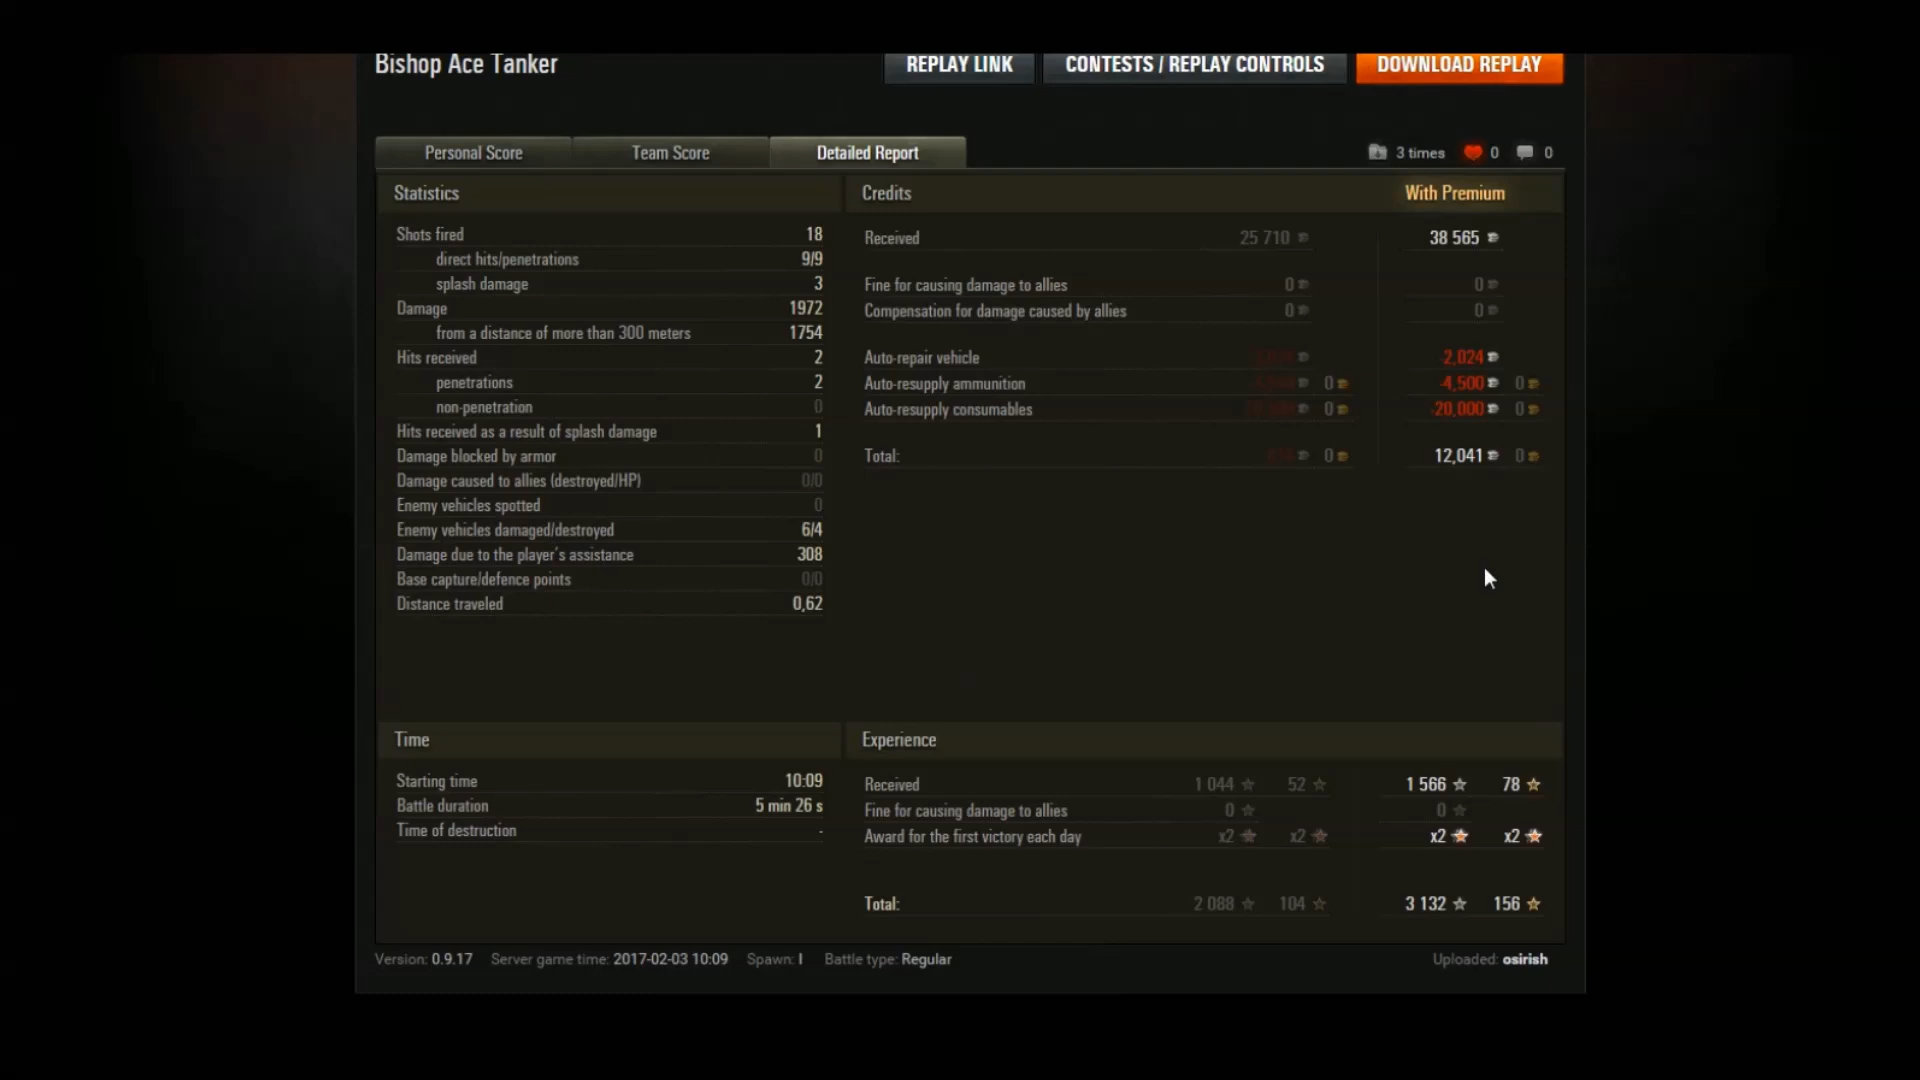 Bishop Ace Tanker REPLAY LINK CONTESTS / REPLAY CONTROLS DOWNLOAD REPLAY
Personal Score Team Score Detailed Report 3 times 0 0
Statistics Credits With Premium
Shots fired 18
direct hits/penetrations 9/9
splash damage 3
Damage 1972
from a distance of more than 300 meters 1754
Hits received 2
penetrations 2
non-penetration 0
Hits received as a result of splash damage 1
Damage blocked by armor 0
Damage caused to allies (destroyed/HP) 0/0
Enemy vehicles spotted 0
Enemy vehicles damaged/destroyed 6/4
Damage due to the player's assistance 308
Base capture/defence points 0/0
Distance traveled 0,62
Received 25 710 38 565
Fine for causing damage to allies 0 0
Compensation for damage caused by allies 0 0
Auto-repair vehicle -2,024
Auto-resupply ammunition 0 -4,500 0
Auto-resupply consumables 0 -20,000 0
Total: 0 12,041 0
Time
Starting time 10:09
Battle duration 5 min 26 s
Time of destruction -
Experience
Received 1 044 52 1 566 78
Fine for causing damage to allies 0 0
Award for the first victory each day x2 x2 x2 x2
Total: 2 088 104 3 132 156
Version: 0.9.17 Server game time: 2017-02-03 10:09 Spawn: I Battle type: Regular Uploaded: osirish